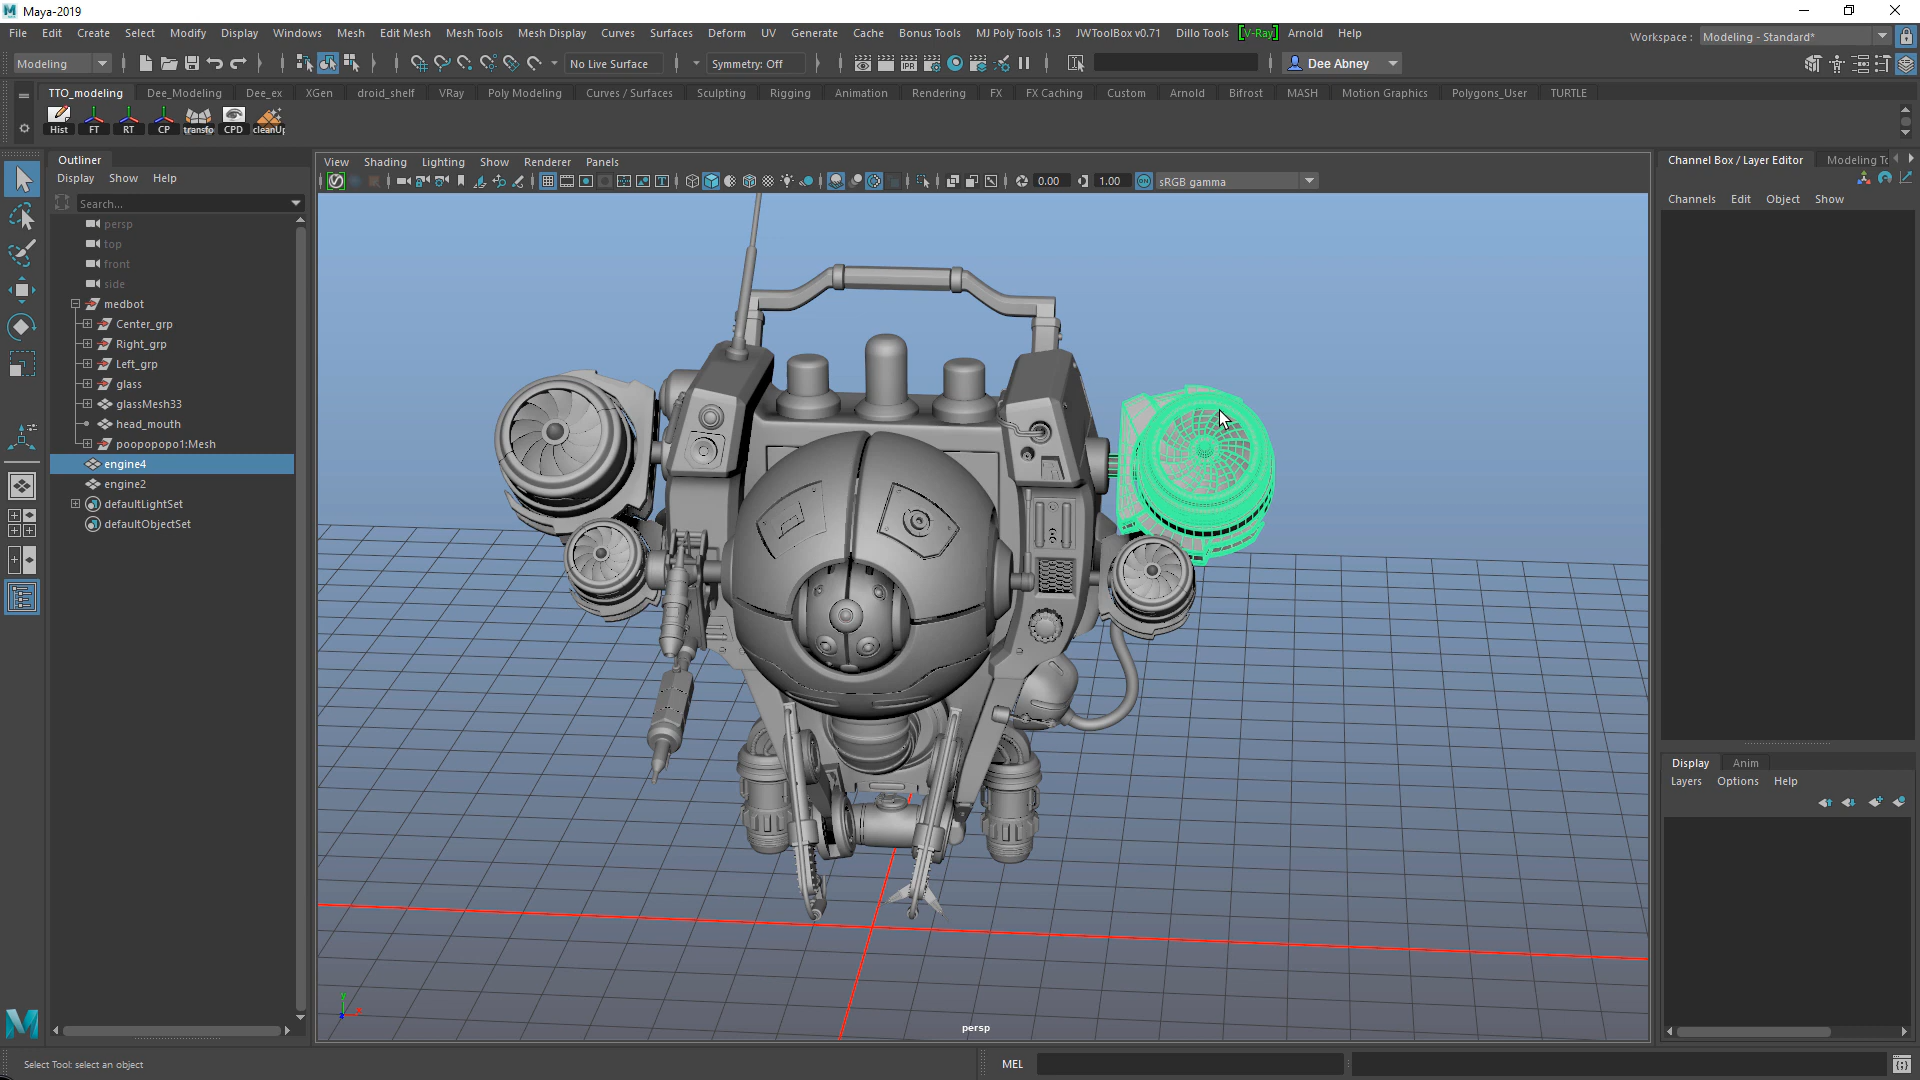 Maya-2019
File Edit Create Select Modify Display Windows Mesh Edit Mesh Mesh Tools Mesh Display Curves Surfaces Deform UV Generate Cache Bonus Tools MJ Poly Tools 1.3 JWToolBox v0.71 Dillo Tools [V-Ray] Arnold Help
Workspace : Modeling - Standard*
Modeling No Live Surface Symmetry: Off Dee Abney
TTO_modeling Dee_Modeling Dee_ex XGen droid_shelf VRay Poly Modeling Curves / Surfaces Sculpting Rigging Animation Rendering FX FX Caching Custom Arnold Bifrost MASH Motion Graphics Polygons_User TURTLE
Hist FT RT CP transfo CPD cleanU
Outliner
Display Show Help
Search...
persp
top
front
side
medbot
Center_grp
Right_grp
Left_grp
glass
glassMesh33
head_mouth
poopopopo1:Mesh
engine4
engine2
defaultLightSet
defaultObjectSet
View Shading Lighting Show Renderer Panels
0.00 1.00 ON sRGB gamma
persp
Channel Box / Layer Editor Modeling To
Channels Edit Object Show
Display Anim
Layers Options Help
Select Tool: select an object
MEL